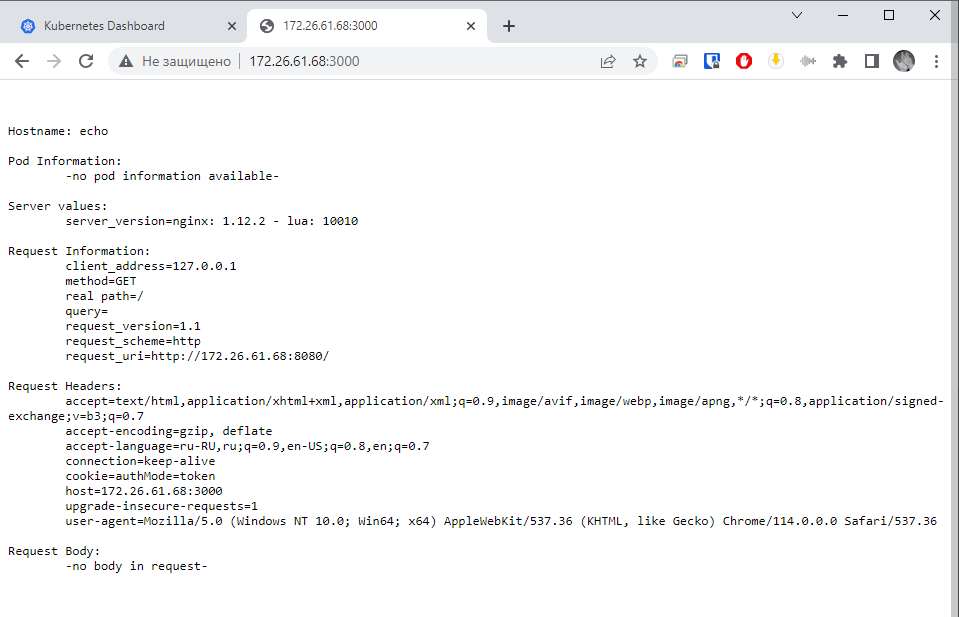 Kubernetes Dashboard
172.26.61.68:3000
Не защищено
172.26.61.68:3000
Hostname: echo
Pod Information:
-no pod information available-
Server values:
server_version=nginx: 1.12.2 - lua: 10010
Request Information:
client_address=127.0.0.1
method=GET
real path=/
query=
request_version=1.1
request_scheme=http
request_uri=http://172.26.61.68:8080/
Request Headers:
accept=text/html,application/xhtml+xml,application/xml;q=0.9,image/avif,image/webp,image/apng,*/*;q=0.8,application/signed-
exchange;v=b3;q=0.7
accept-encoding=gzip, deflate
accept-language=ru-RU,ru;q=0.9,en-US;q=0.8,en;q=0.7
connection=keep-alive
cookie=authMode=token
host=172.26.61.68:3000
upgrade-insecure-requests=1
user-agent=Mozilla/5.0 (Windows NT 10.0; Win64; x64) AppleWebKit/537.36 (KHTML, like Gecko) Chrome/114.0.0.0 Safari/537.36
Request Body:
-no body in request-